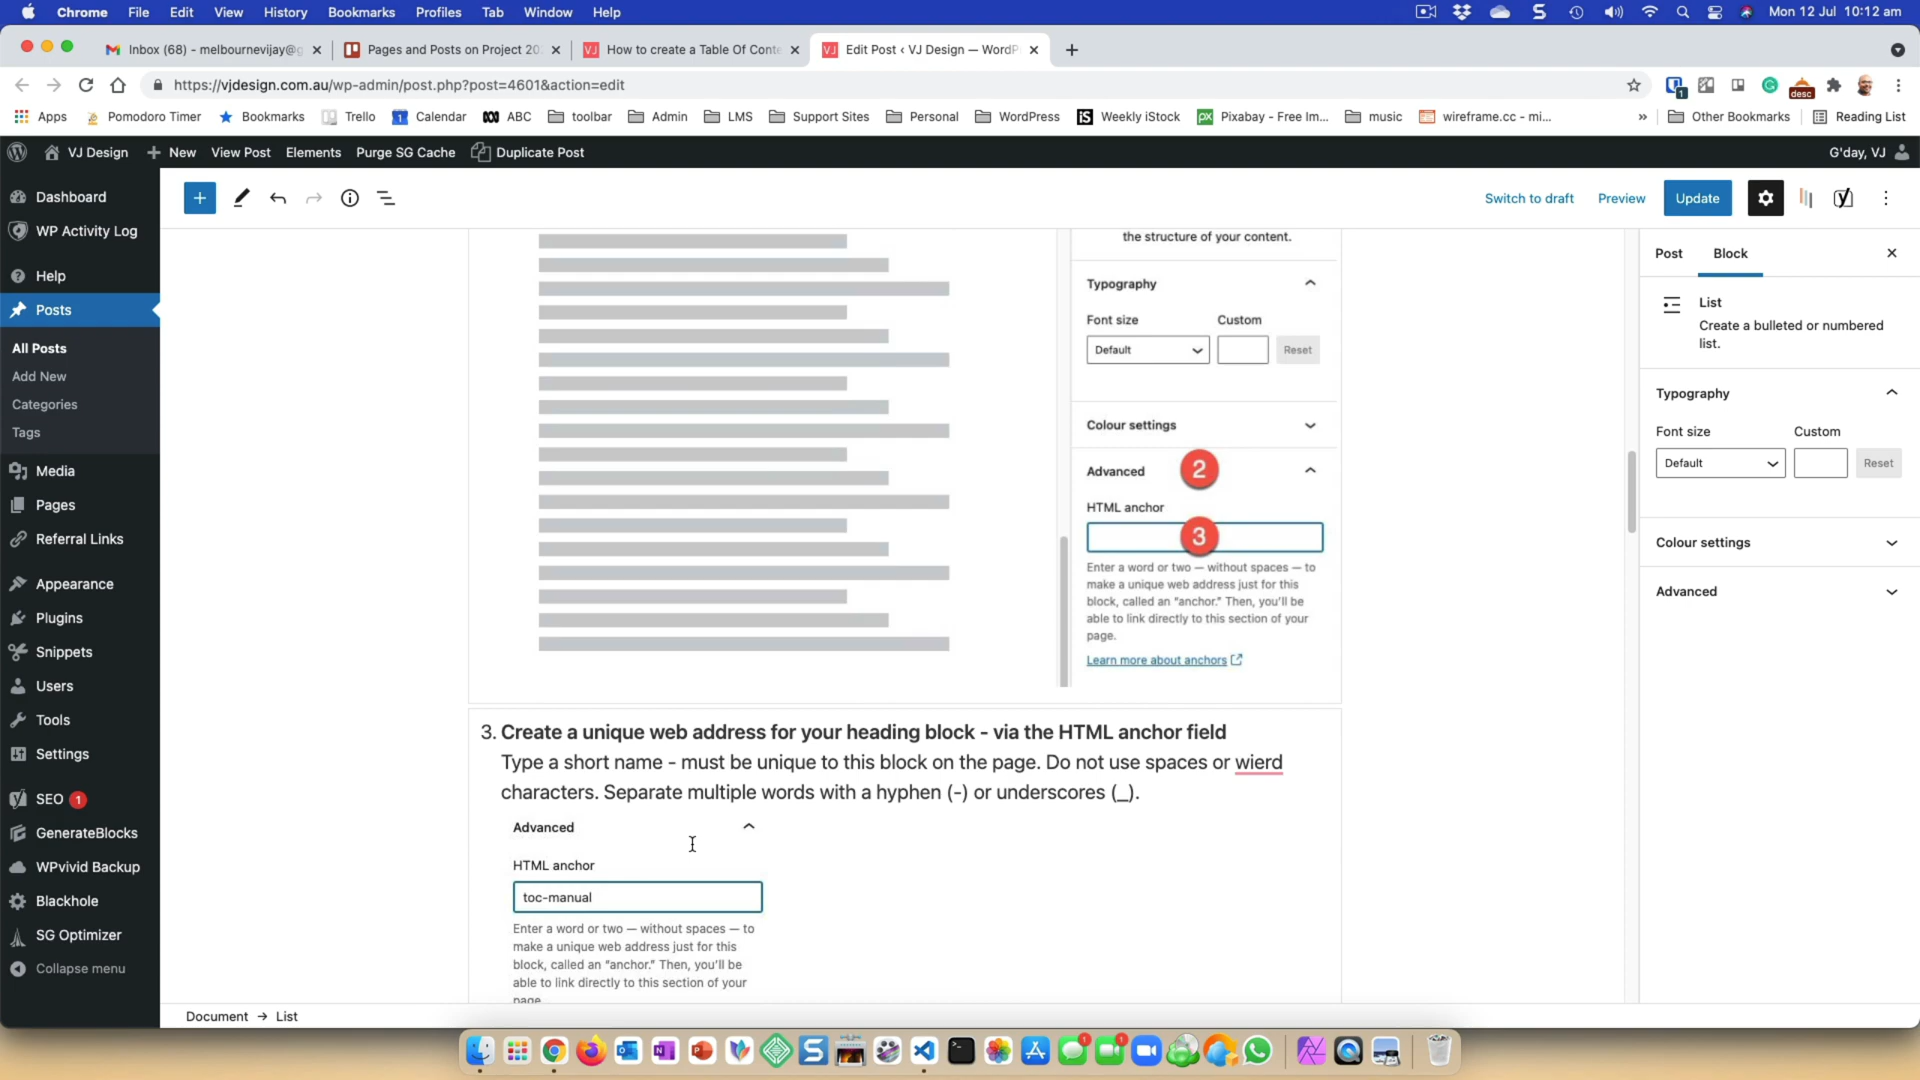 Chrome File Edit View History Bookmarks Profiles Tab Window Help Mon 12 Jul 10:12 am
Inbox (68) - melbournevijay@g
Pages and Posts on Project 20
How to create a Table Of Conte
Edit Post ‹ VJ Design — WordP
https://vjdesign.com.au/wp-admin/post.php?post=4601&action=edit
1
desc
Apps Pomodoro Timer Bookmarks Trello Calendar ABC toolbar Admin LMS Support Sites Personal WordPress Weekly iStock Pixabay - Free Im... music wireframe.cc - mi... » Other Bookmarks Reading List
VJ Design New View Post Elements Purge SG Cache Duplicate Post G'day, VJ
Dashboard
WP Activity Log
Help
Posts
All Posts
Add New
Categories
Tags
Media
Pages
Referral Links
Appearance
Plugins
Snippets
Users
Tools
Settings
SEO 1
GenerateBlocks
WPvivid Backup
Blackhole
SG Optimizer
Collapse menu
Switch to draft Preview Update
the structure of your content.
Typography
Font size Custom
Default Reset
Colour settings
Advanced 2
HTML anchor
3
Enter a word or two — without spaces — to
make a unique web address just for this
block, called an “anchor.” Then, you’ll be
able to link directly to this section of your
page.
Learn more about anchors
3. Create a unique web address for your heading block - via the HTML anchor field
Type a short name - must be unique to this block on the page. Do not use spaces or wierd
characters. Separate multiple words with a hyphen (-) or underscores (_).
Advanced
HTML anchor
toc-manual
Enter a word or two — without spaces — to
make a unique web address just for this
block, called an “anchor.” Then, you’ll be
able to link directly to this section of your
page.
Post Block
List
Create a bulleted or numbered
list.
Typography
Font size Custom
Default Reset
Colour settings
Advanced
Document → List